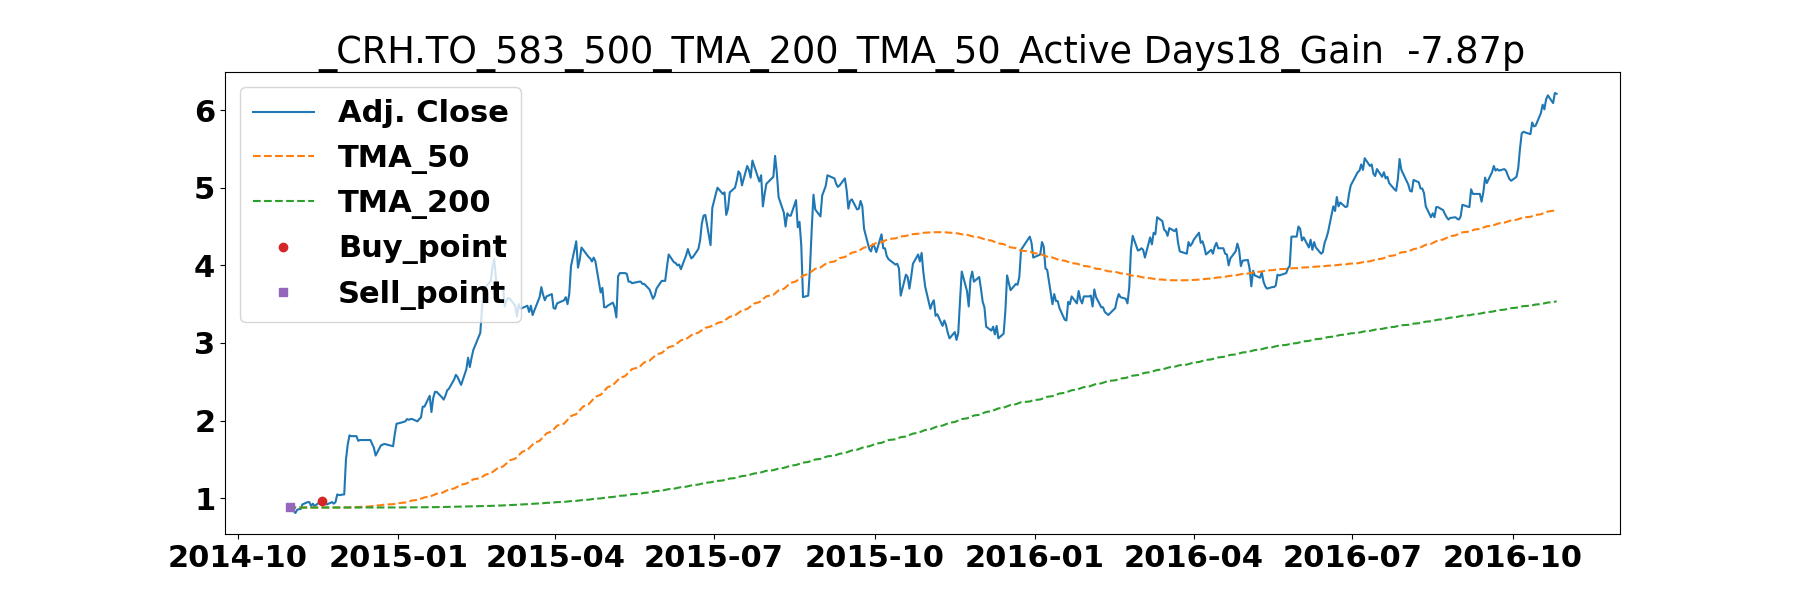 _CRH.TO_583_500_TMA_200_TMA_50_Active Days18_Gain  -7.87p
Adj. Close
TMA_50
TMA_200
Buy_point
Sell_point
6
5
4
3
2
1
2014-10 2015-01 2015-04 2015-07 2015-10 2016-01 2016-04 2016-07 2016-10